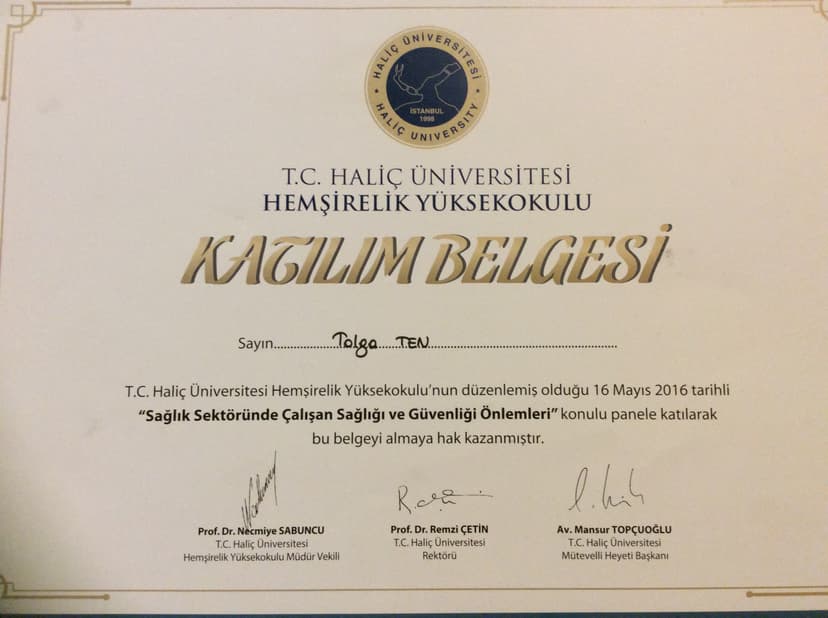 HALİÇ ÜNİVERSİTESİ
İSTANBUL
1998
HALİÇ UNIVERSITY
T.C. HALİÇ ÜNİVERSİTESİ
HEMŞİRELİK YÜKSEKOKULU
KATILIM BELGESİ
Sayın....................Tolga......TEN..................................................
T.C. Haliç Üniversitesi Hemşirelik Yüksekokulu’nun düzenlemiş olduğu 16 Mayıs 2016 tarihli
“Sağlık Sektöründe Çalışan Sağlığı ve Güvenliği Önlemleri” konulu panele katılarak
bu belgeyi almaya hak kazanmıştır.
Prof. Dr. Necmiye SABUNCU
T.C. Haliç Üniversitesi
Hemşirelik Yüksekokulu Müdür Vekili
Prof. Dr. Remzi ÇETİN
T.C. Haliç Üniversitesi
Rektörü
Av. Mansur TOPÇUOĞLU
T.C. Haliç Üniversitesi
Mütevelli Heyeti Başkanı